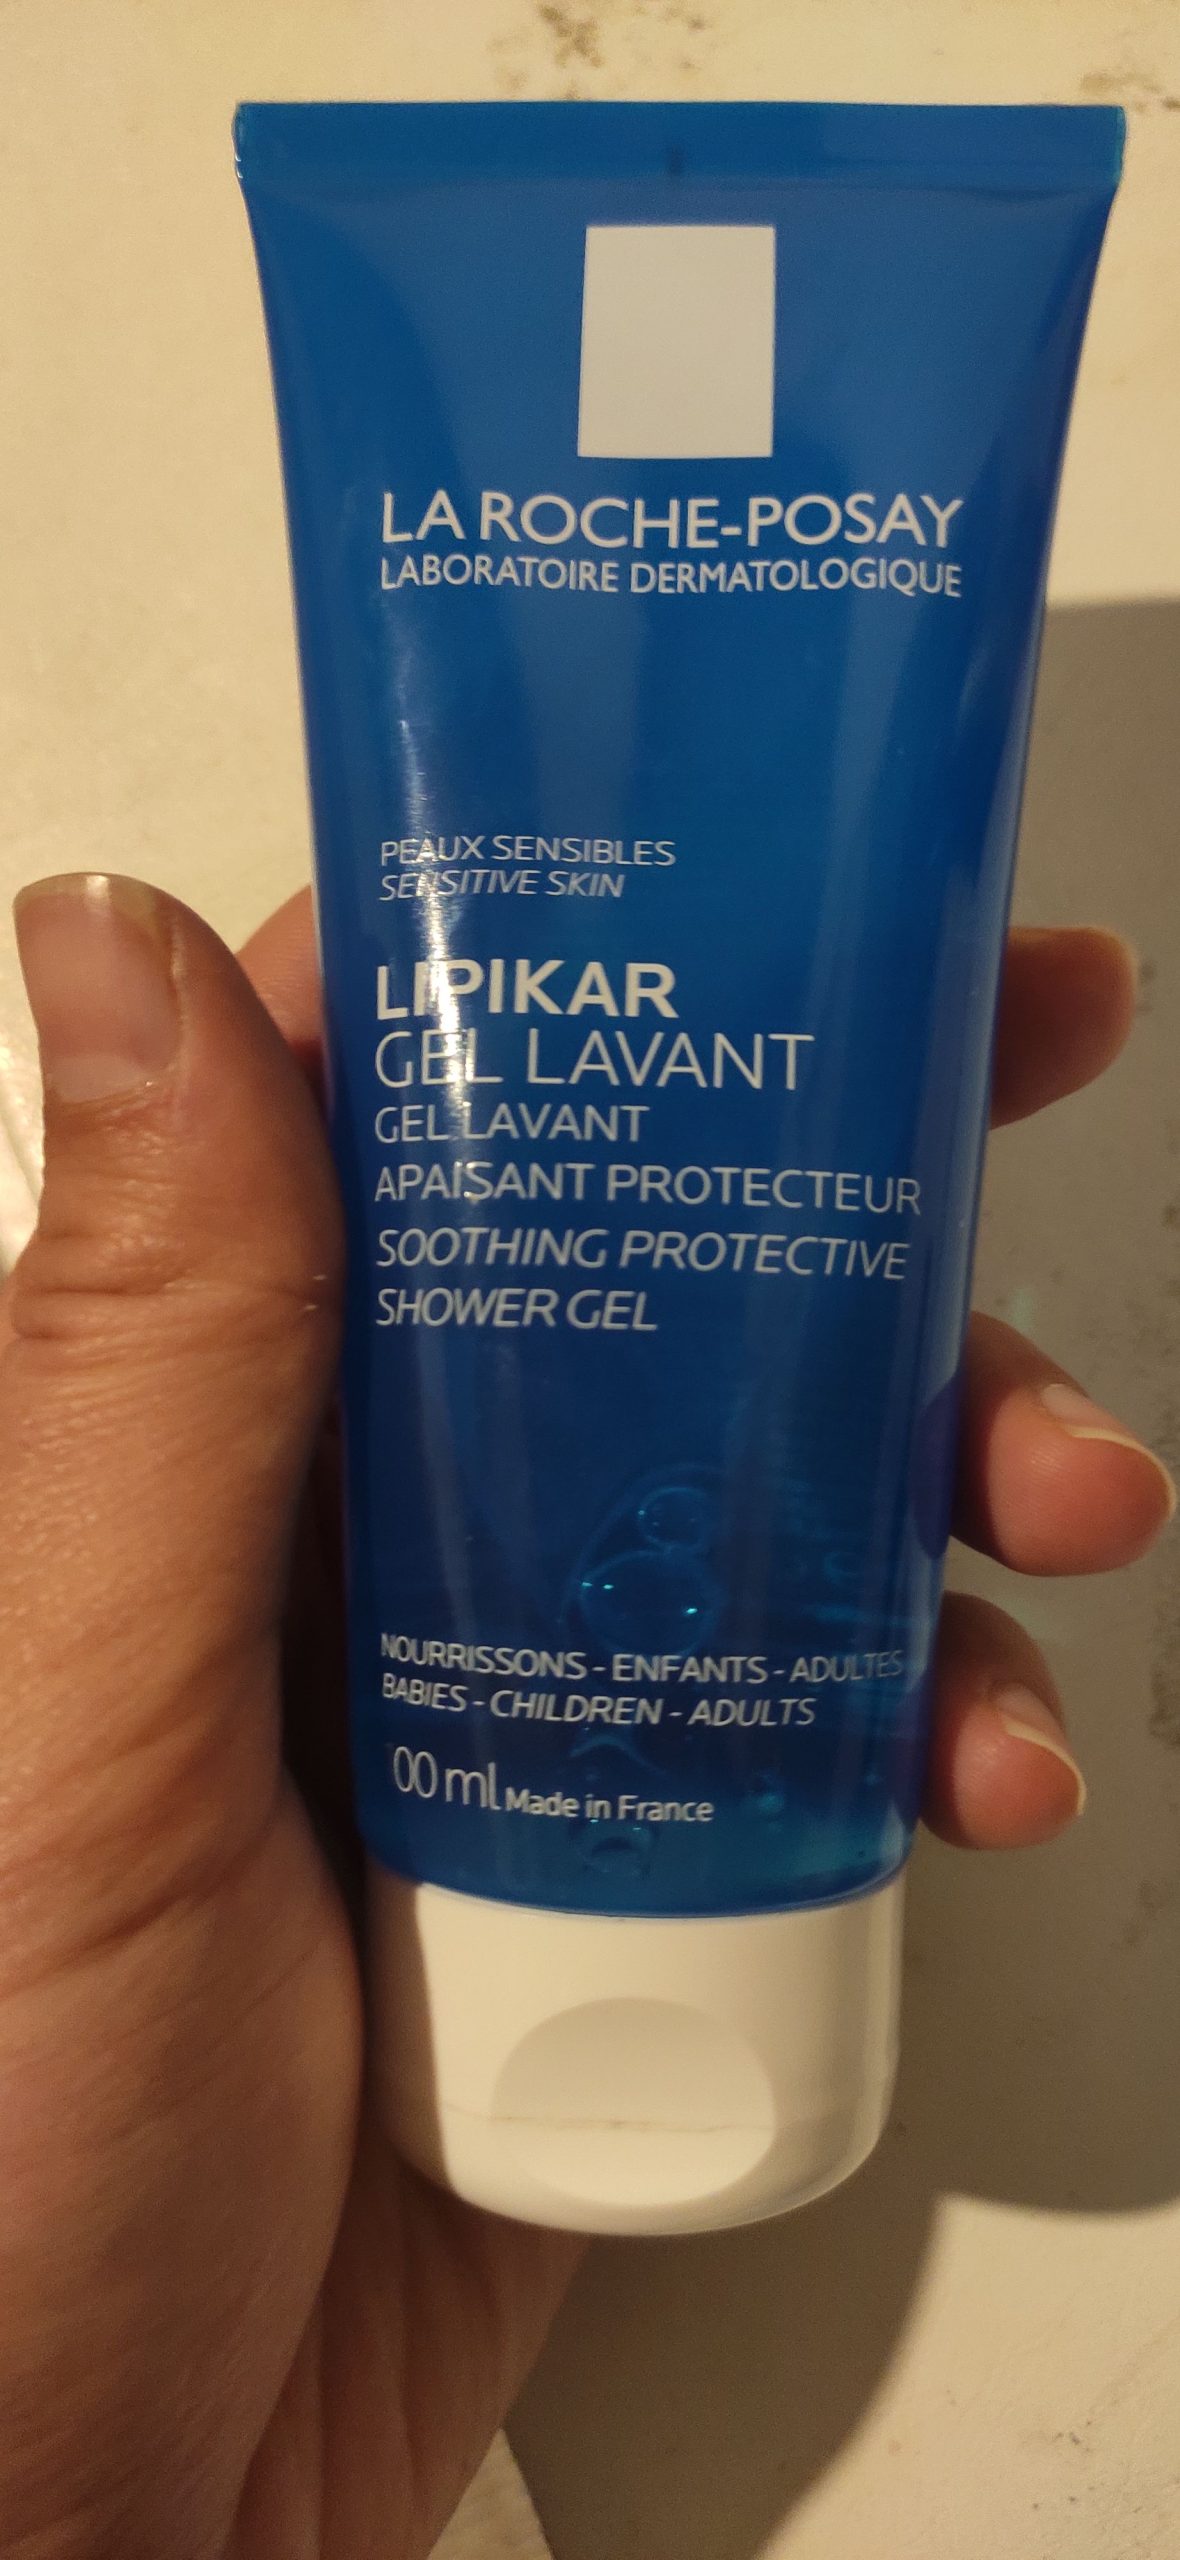 LA ROCHE-POSAY
LABORATOIRE DERMATOLOGIQUE
PEAUX SENSIBLES
SENSITIVE SKIN
LIPIKAR
GEL LAVANT
GEL LAVANT
APAISANT PROTECTEUR
SOOTHING PROTECTIVE
SHOWER GEL
NOURRISSONS - ENFANTS - ADULTES
BABIES - CHILDREN - ADULTS
00 ml Made in France